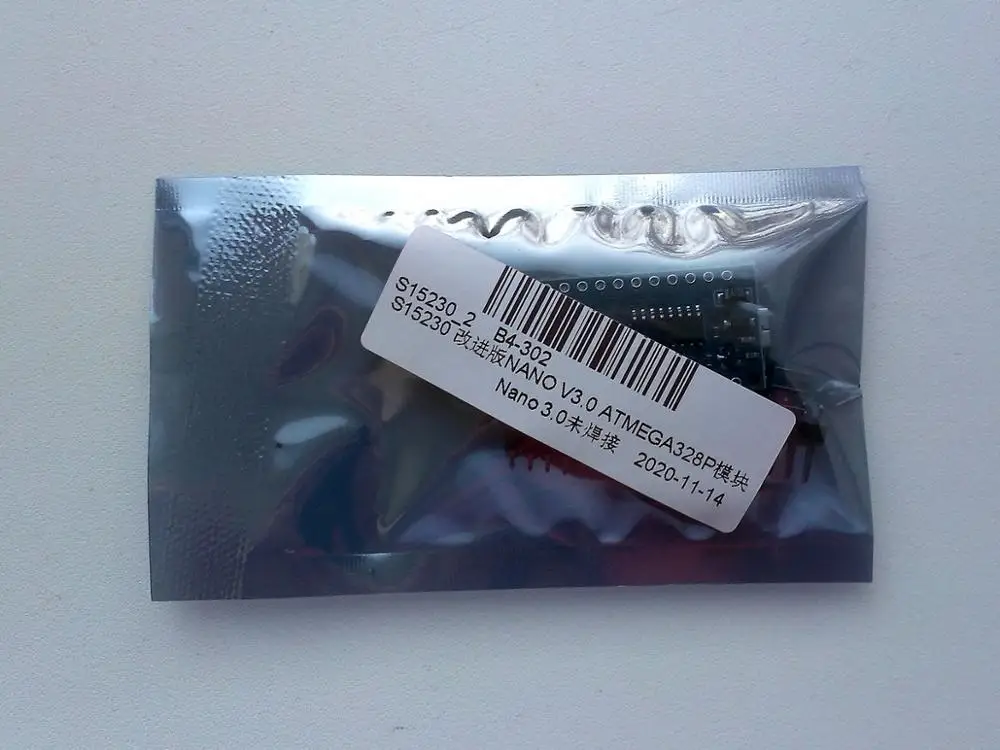 S15230_2 B4-302
S15230 改进版NANO V3.0 ATMEGA328P模块
Nano 3.0未焊接 2020-11-14